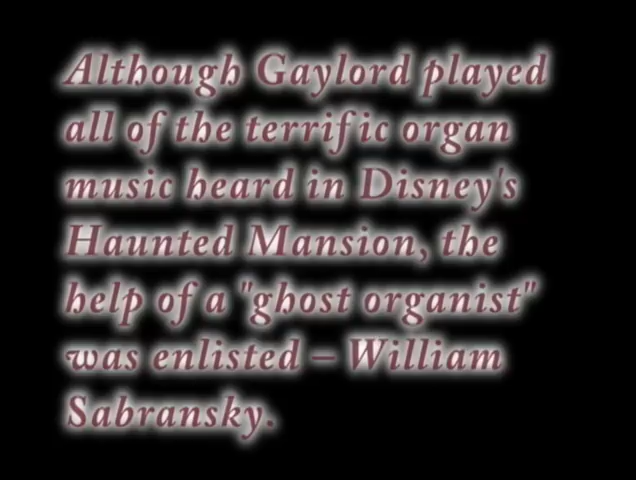 Although Gaylord played
all of the terrific organ
music heard in Disney's
Haunted Mansion, the
help of a "ghost organist"
was enlisted – William
Sabransky.